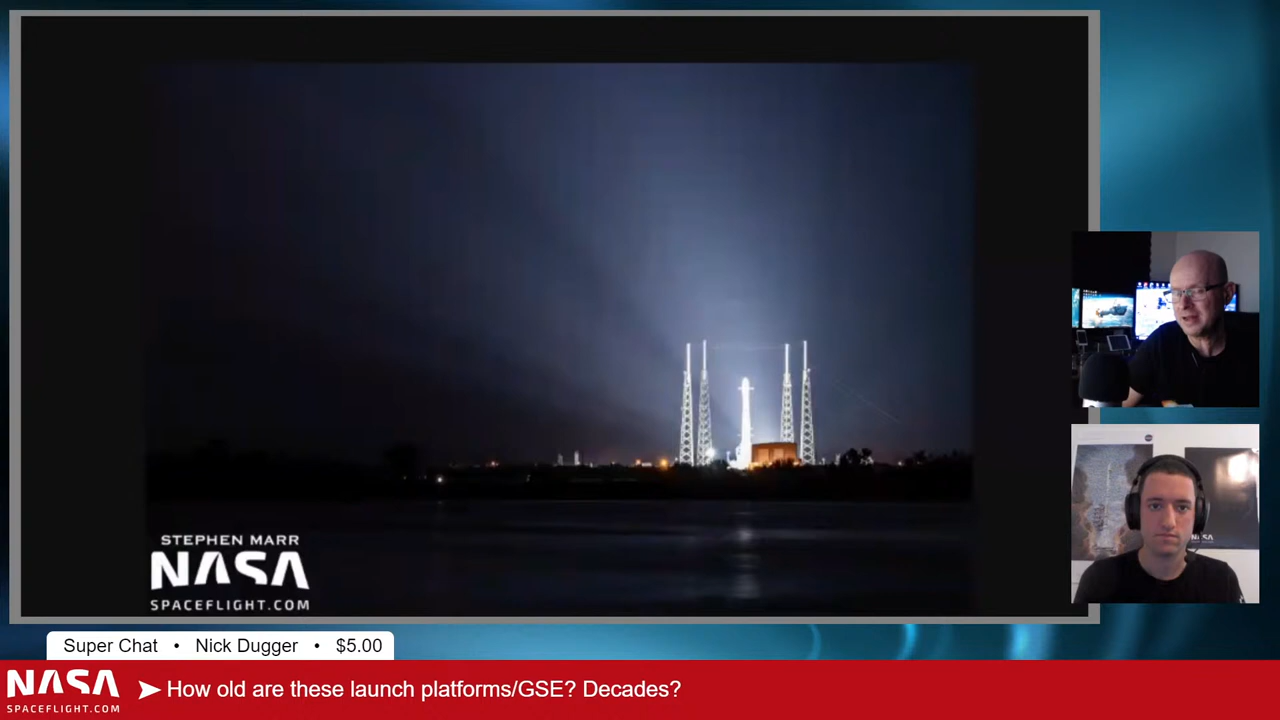 STEPHEN MARR
NASA
SPACEFLIGHT.COM
Super Chat • Nick Dugger • $5.00
NASA
SPACEFLIGHT.COM
➤ How old are these launch platforms/GSE? Decades?